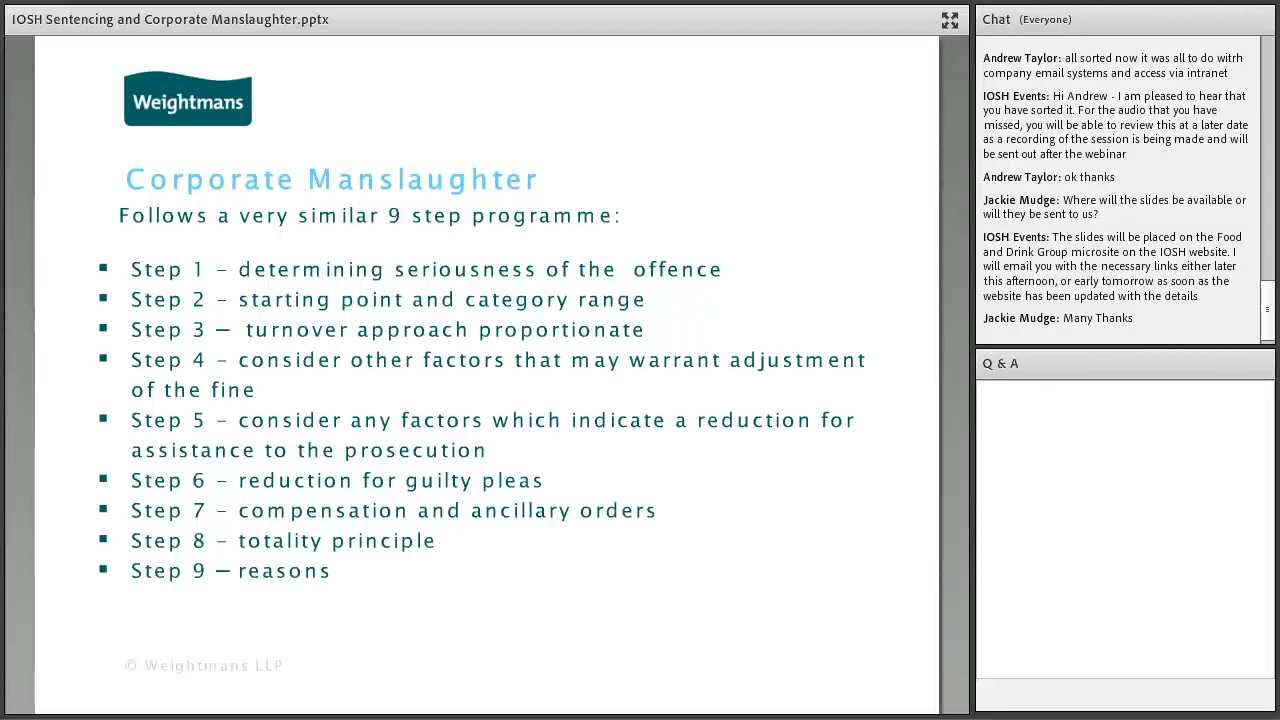 IOSH Sentencing and Corporate Manslaughter.pptx
Weightmans
Corporate Manslaughter
Follows a very similar 9 step programme:
▪ Step 1 – determining seriousness of the offence
▪ Step 2 – starting point and category range
▪ Step 3 — turnover approach proportionate
▪ Step 4 – consider other factors that may warrant adjustment
of the fine
▪ Step 5 – consider any factors which indicate a reduction for
assistance to the prosecution
▪ Step 6 – reduction for guilty pleas
▪ Step 7 – compensation and ancillary orders
▪ Step 8 – totality principle
▪ Step 9 — reasons
© Weightmans LLP
Chat (Everyone)
Andrew Taylor: all sorted now it was all to do witrh
company email systems and access via intranet
IOSH Events: Hi Andrew - I am pleased to hear that
you have sorted it. For the audio that you have
missed, you will be able to review this at a later date
as a recording of the session is being made and will
be sent out after the webinar
Andrew Taylor: ok thanks
Jackie Mudge: Where will the slides be available or
will they be sent to us?
IOSH Events: The slides will be placed on the Food
and Drink Group microsite on the IOSH website. I
will email you with the necessary links either later
this afternoon, or early tomorrow as soon as the
website has been updated with the details
Jackie Mudge: Many Thanks
Q & A